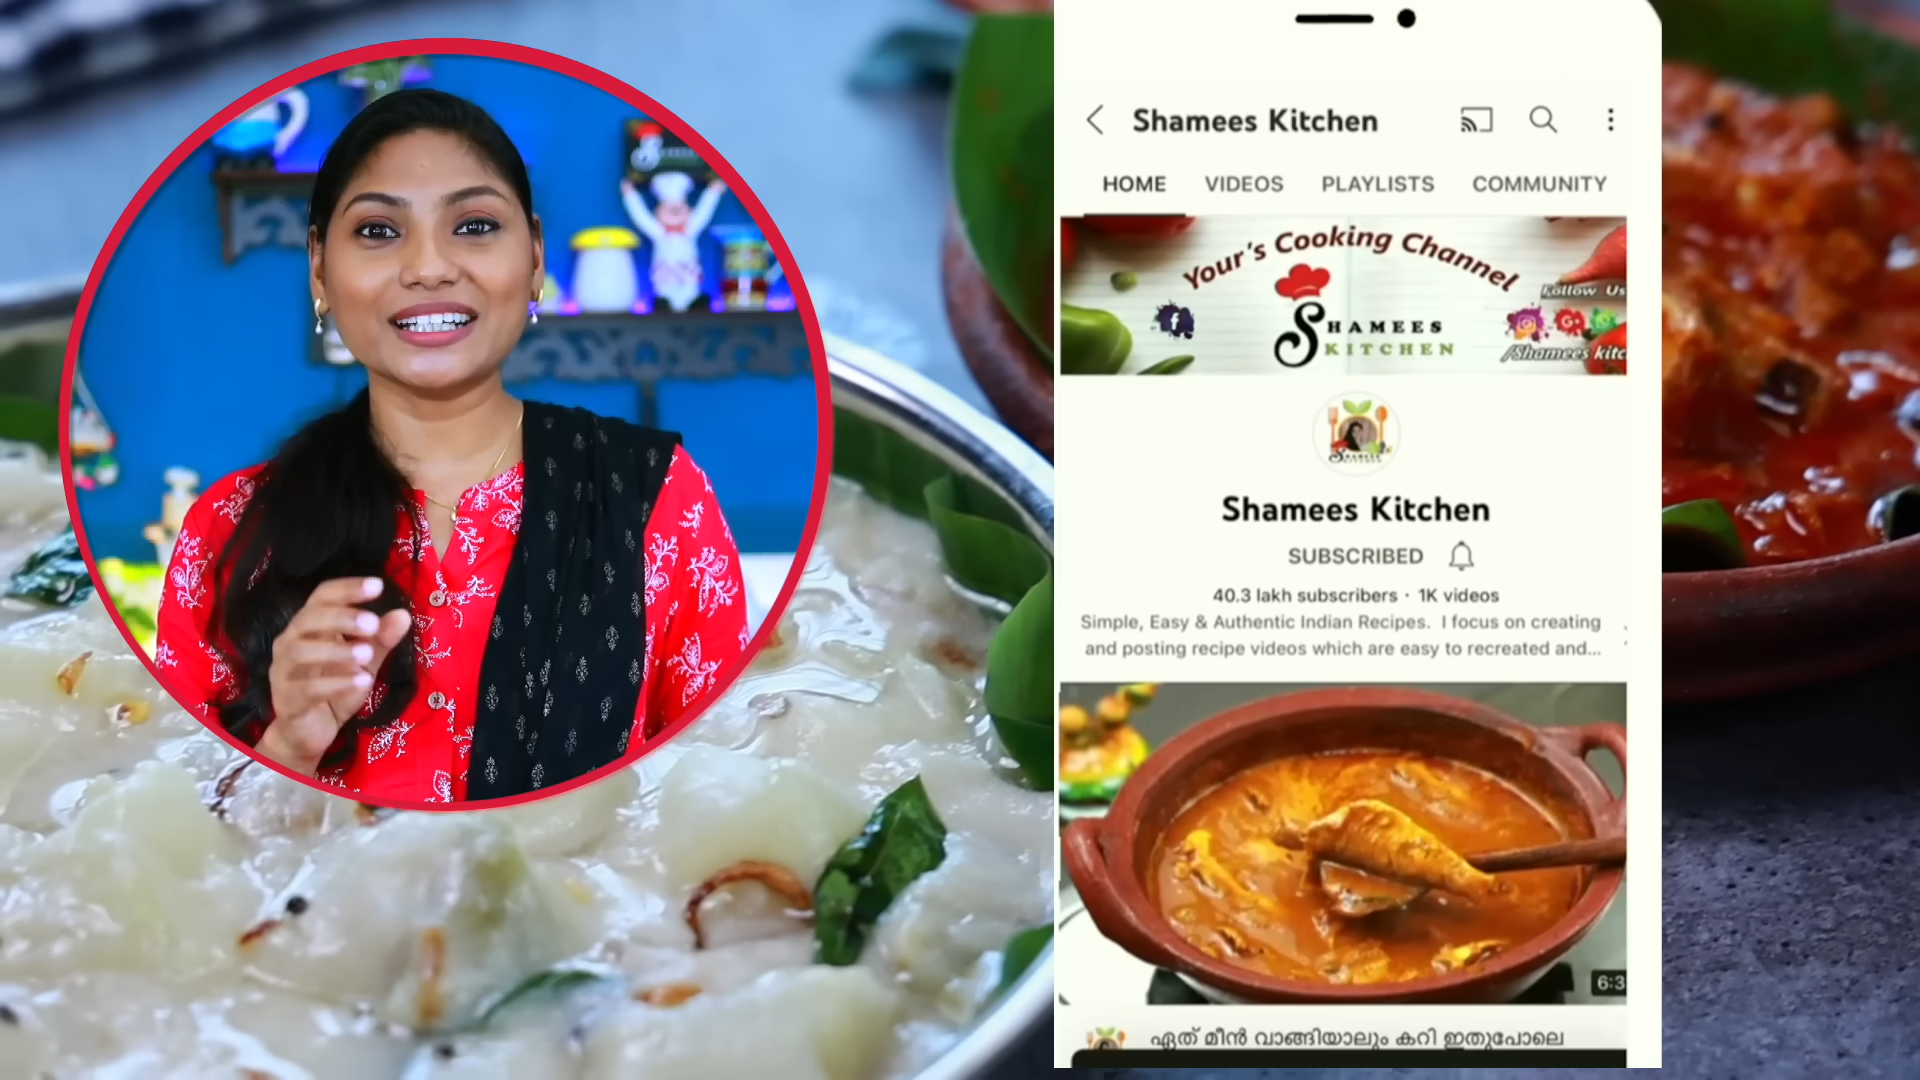 Shamees Kitchen
HOME VIDEOS PLAYLISTS COMMUNITY
Your's Cooking Channel
Follow Us
SHAMEES
KITCHEN
/Shamees kitc
SHAMEES
KITCHEN
Shamees Kitchen
SUBSCRIBED
40.3 lakh subscribers · 1K videos
Simple, Easy & Authentic Indian Recipes. I focus on creating
and posting recipe videos which are easy to recreated and...
6:3
ഏത് മീൻ വാങ്ങിയാലും കറി ഇതുപോലെ